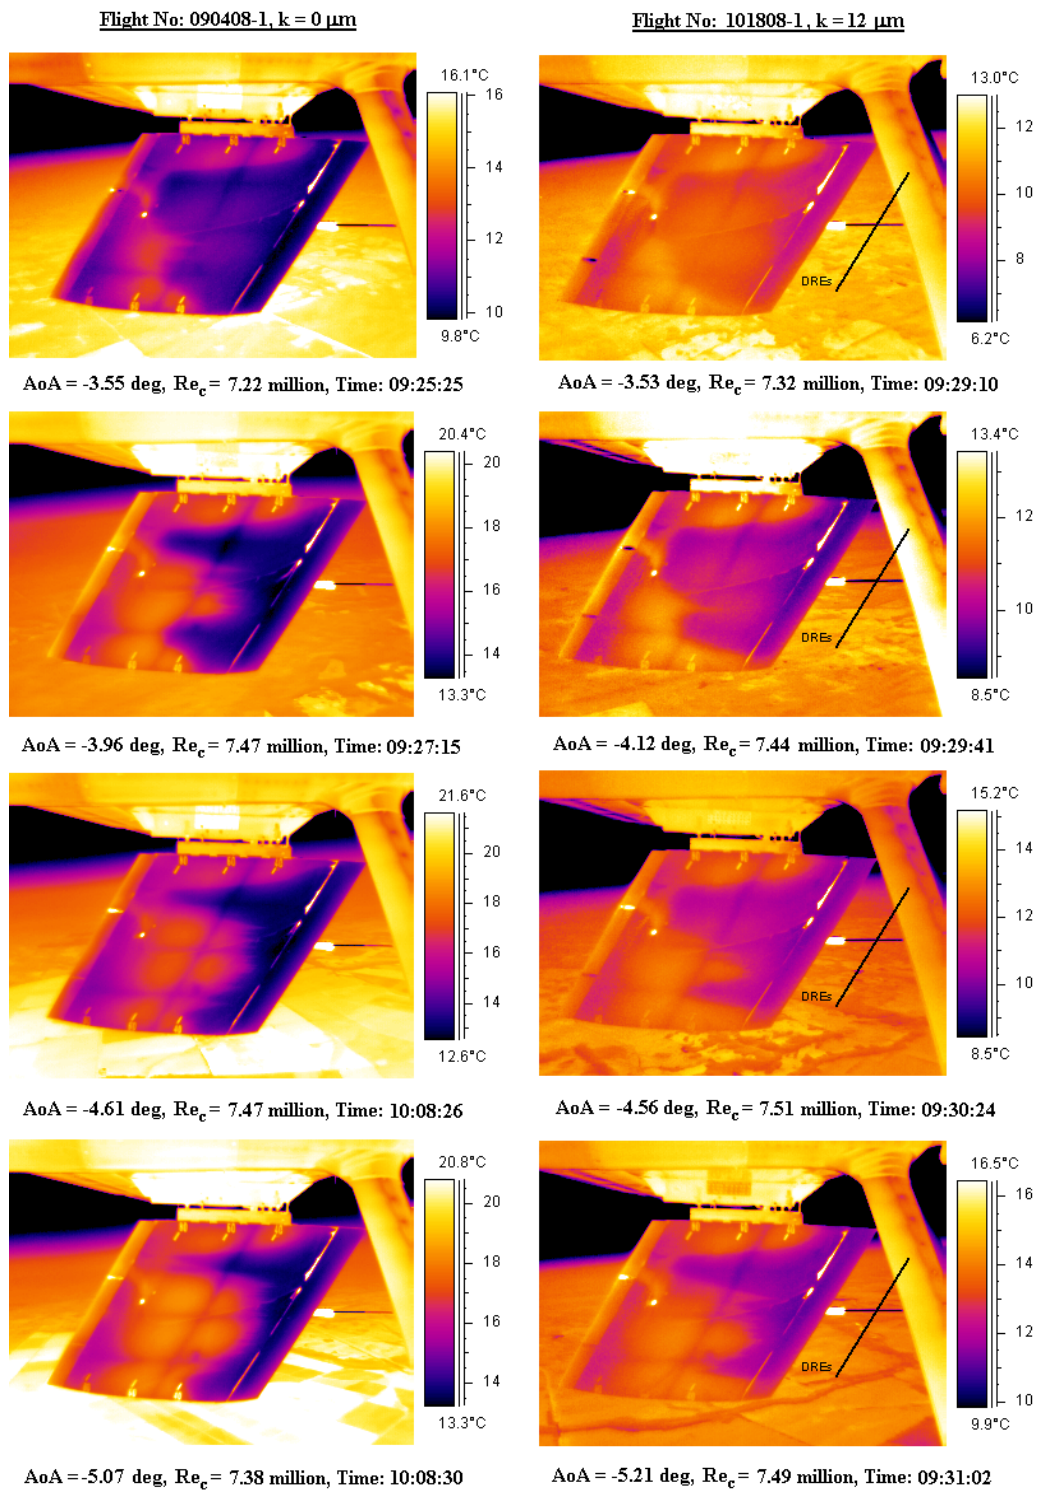 Flight No: 090408-1, k = 0 μm
Flight No: 101808-1, k = 12 μm
16.1°C
16
14
12
10
9.8°C
13.0°C
12
10
8
6.2°C
DREs
AoA = -3.55 deg, Rec = 7.22 million, Time: 09:25:25
AoA = -3.53 deg, Rec = 7.32 million, Time: 09:29:10
20.4°C
20
18
16
14
13.3°C
13.4°C
12
10
8.5°C
DREs
AoA = -3.96 deg, Rec = 7.47 million, Time: 09:27:15
AoA = -4.12 deg, Rec = 7.44 million, Time: 09:29:41
21.6°C
20
18
16
14
12.6°C
15.2°C
14
12
10
8.5°C
DREs
AoA = -4.61 deg, Rec = 7.47 million, Time: 10:08:26
AoA = -4.56 deg, Rec = 7.51 million, Time: 09:30:24
20.8°C
20
18
16
14
13.3°C
16.5°C
16
14
12
10
9.9°C
DREs
AoA = -5.07 deg, Rec = 7.38 million, Time: 10:08:30
AoA = -5.21 deg, Rec = 7.49 million, Time: 09:31:02